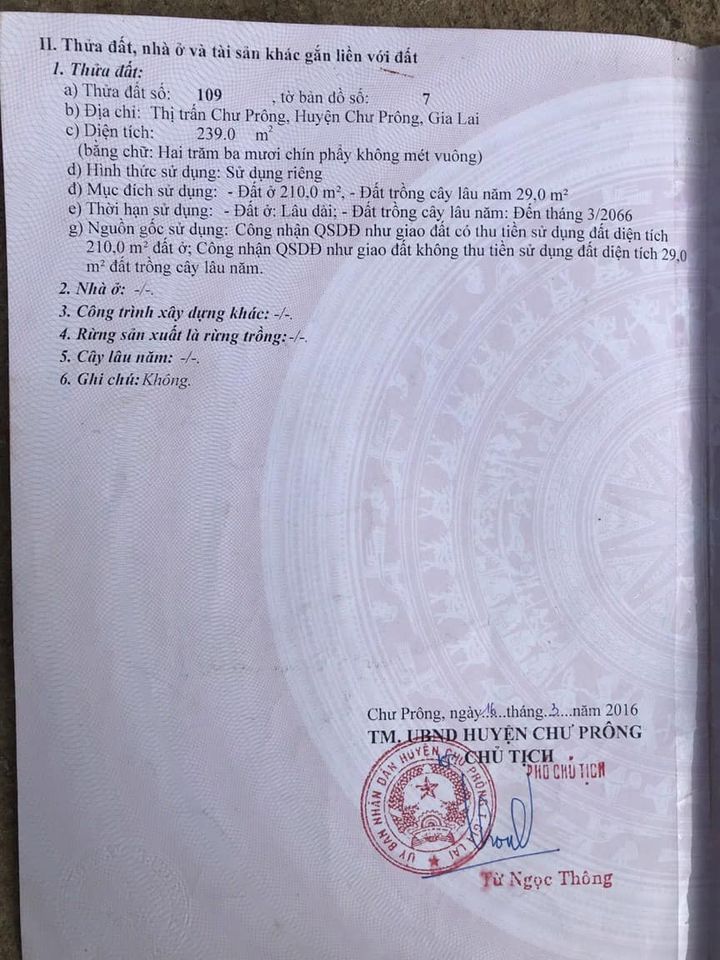 II. Thửa đất, nhà ở và tài sản khác gắn liền với đất
1. Thửa đất:
a) Thửa đất số: 109 , tờ bản đồ số: 7
b) Địa chỉ: Thị trấn Chư Prông, Huyện Chư Prông, Gia Lai
c) Diện tích: 239.0 m²
(bằng chữ: Hai trăm ba mươi chín phẩy không mét vuông)
d) Hình thức sử dụng: Sử dụng riêng
đ) Mục đích sử dụng: - Đất ở 210,0 m², - Đất trồng cây lâu năm 29,0 m²
e) Thời hạn sử dụng: - Đất ở: Lâu dài; - Đất trồng cây lâu năm: Đến tháng 3/2066
g) Nguồn gốc sử dụng: Công nhận QSDĐ như giao đất có thu tiền sử dụng đất diện tích
210,0 m² đất ở; Công nhận QSDĐ như giao đất không thu tiền sử dụng đất diện tích 29,0
m² đất trồng cây lâu năm.
2. Nhà ở: -/-.
3. Công trình xây dựng khác: -/-.
4. Rừng sản xuất là rừng trồng: -/-.
5. Cây lâu năm: -/-.
6. Ghi chú: Không.
Chư Prông, ngày 16 tháng 3 năm 2016
TM. UBND HUYỆN CHƯ PRÔNG
CHỦ TỊCH
PHÓ CHỦ TỊCH
ỦY BAN NHÂN DÂN HUYỆN CHƯ PRÔNG T. GIA LAI
Từ Ngọc Thông